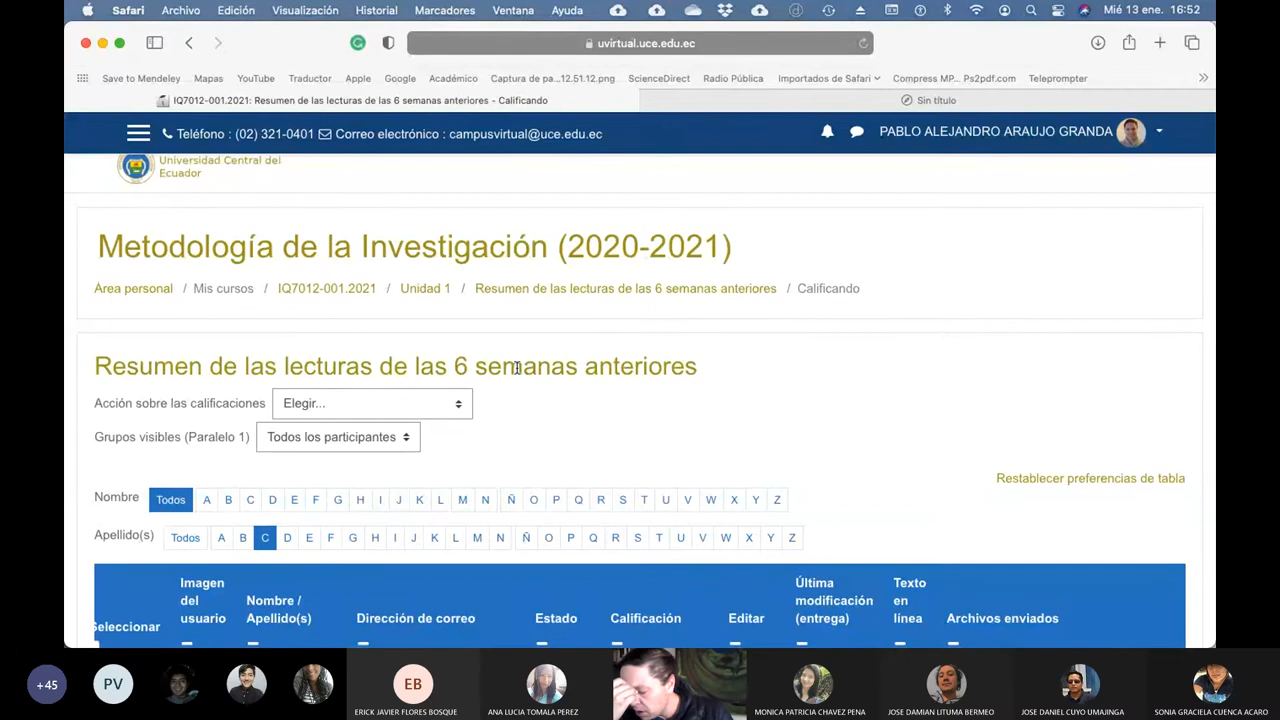 Safari Archivo Edición Visualización Historial Marcadores Ventana Ayuda Mié 13 ene. 16:52
uvirtual.uce.edu.ec
Save to Mendeley Mapas YouTube Traductor Apple Google Académico Captura de pa...12.51.12.png ScienceDirect Radio Pública Importados de Safari Compress MP... Ps2pdf.com Teleprompter
IQ7012-001.2021: Resumen de las lecturas de las 6 semanas anteriores - Calificando Sin título
Teléfono : (02) 321-0401 Correo electrónico : campusvirtual@uce.edu.ec PABLO ALEJANDRO ARAUJO GRANDA
Universidad Central del
Ecuador
Metodología de la Investigación (2020-2021)
Área personal / Mis cursos / IQ7012-001.2021 / Unidad 1 / Resumen de las lecturas de las 6 semanas anteriores / Calificando
Resumen de las lecturas de las 6 semanas anteriores
Acción sobre las calificaciones Elegir...
Grupos visibles (Paralelo 1) Todos los participantes
Restablecer preferencias de tabla
Nombre Todos A B C D E F G H I J K L M N Ñ O P Q R S T U V W X Y Z
Apellido(s) Todos A B C D E F G H I J K L M N Ñ O P Q R S T U V W X Y Z
Seleccionar
Imagen
del
usuario
Nombre /
Apellido(s)
Dirección de correo
Estado
Calificación
Editar
Última
modificación
(entrega)
Texto
en
línea
Archivos enviados
+45 PV EB
ERICK JAVIER FLORES BOSQUE ANA LUCIA TOMALA PEREZ MONICA PATRICIA CHAVEZ PENA JOSE DAMIAN LITUMA BERMEO JOSE DANIEL CUYO UMAJINGA SONIA GRACIELA CUENCA ACARO